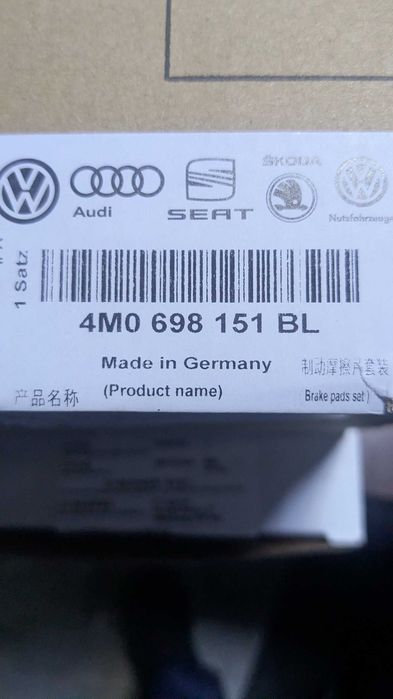 Audi
SEAT
ŠKODA
Nutzfahrzeuge
1 Satz
4M0 698 151 BL
Made in Germany
制动摩擦片套装
产品名称
(Product name)
Brake pads set)